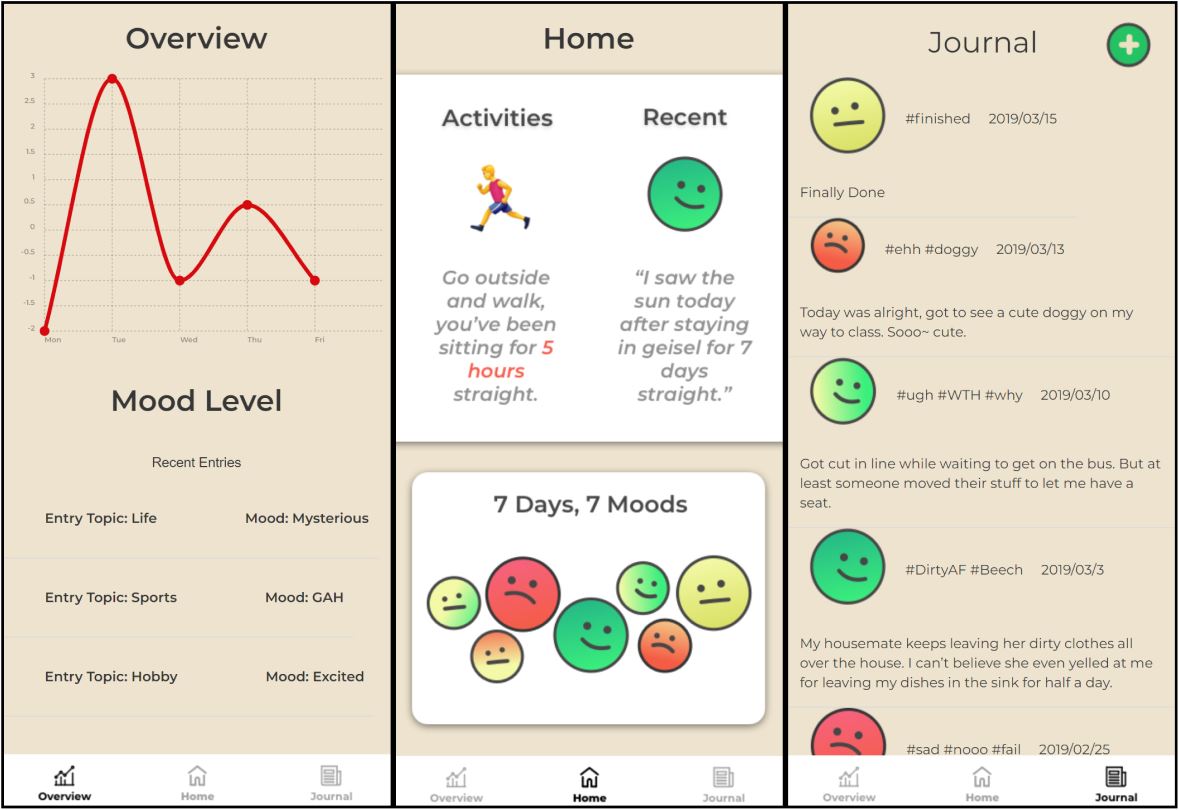 Overview
3
2.5
2
1.5
1
0.5
0
-0.5
-1
-1.5
-2
Mon Tue Wed Thu Fri
Mood Level
Recent Entries
Entry Topic: Life Mood: Mysterious
Entry Topic: Sports Mood: GAH
Entry Topic: Hobby Mood: Excited
Overview Home Journal
Home
Activities
Go outside
and walk,
you’ve been
sitting for 5
hours
straight.
Recent
“I saw the
sun today
after staying
in geisel for 7
days
straight.”
7 Days, 7 Moods
Overview Home Journal
Journal
#finished 2019/03/15
Finally Done
#ehh #doggy 2019/03/13
Today was alright, got to see a cute doggy on my
way to class. Sooo~ cute.
#ugh #WTH #why 2019/03/10
Got cut in line while waiting to get on the bus. But at
least someone moved their stuff to let me have a
seat.
#DirtyAF #Beech 2019/03/3
My housemate keeps leaving her dirty clothes all
over the house. I can’t believe she even yelled at me
for leaving my dishes in the sink for half a day.
#sad #nooo #fail 2019/02/25
Overview Home Journal